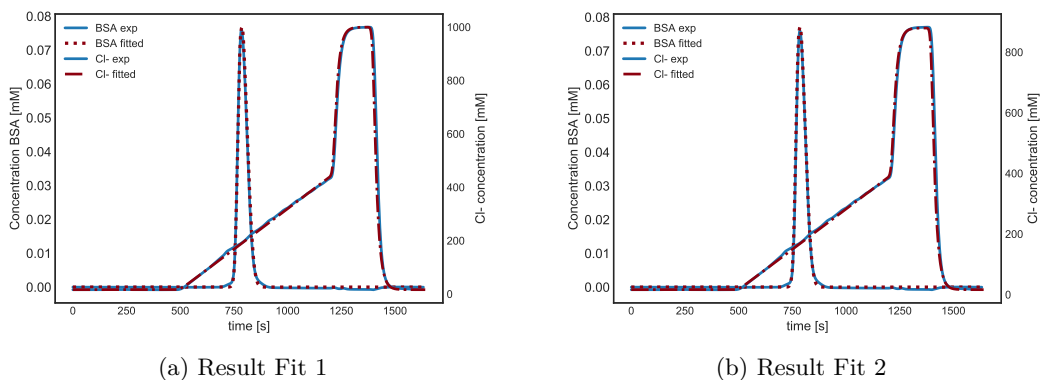 0.08
0.07
0.06
0.05
0.04
0.03
0.02
0.01
0.00
Concentration BSA [mM]
BSA exp
BSA fitted
Cl- exp
Cl- fitted
1000
800
600
400
200
0
Cl- concentration [mM]
0 250 500 750 1000 1250 1500
time [s]
(a) Result Fit 1
0.08
0.07
0.06
0.05
0.04
0.03
0.02
0.01
0.00
Concentration BSA [mM]
BSA exp
BSA fitted
Cl- exp
Cl- fitted
800
600
400
200
0
Cl- concentration [mM]
0 250 500 750 1000 1250 1500
time [s]
(b) Result Fit 2